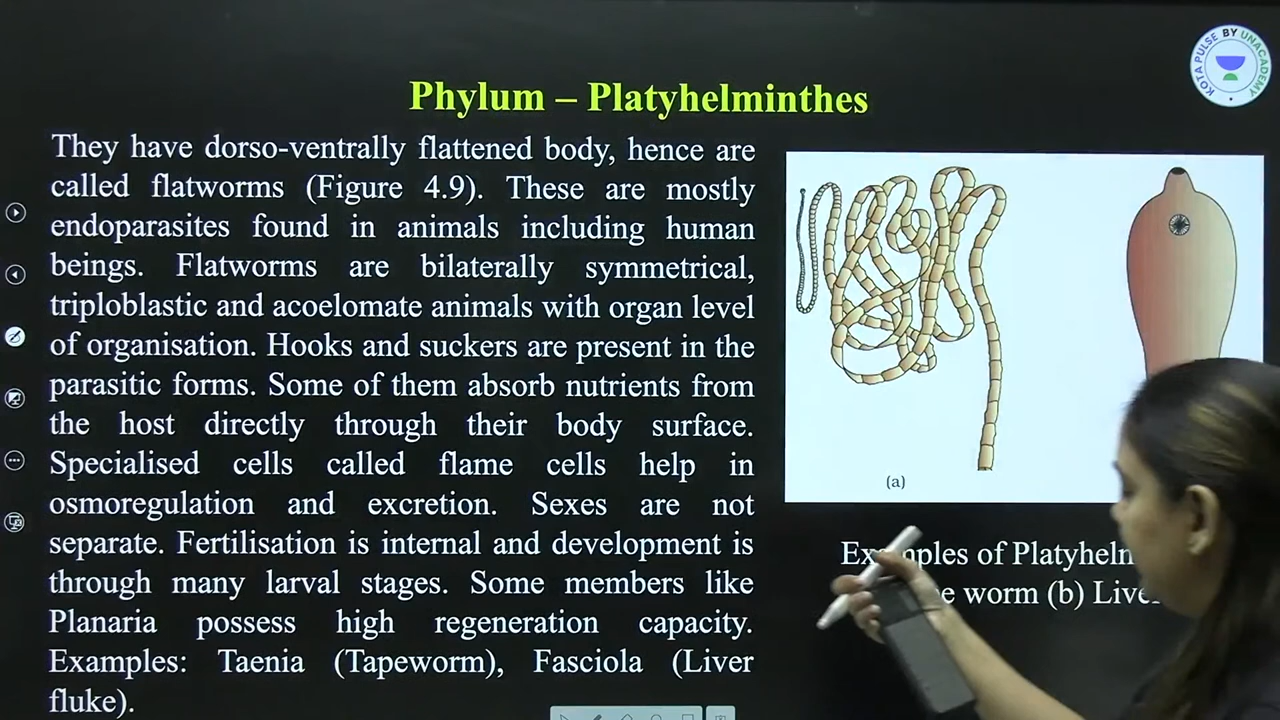 KOTA PULSE BY UNACADEMY
Phylum – Platyhelminthes
They have dorso-ventrally flattened body, hence are
called flatworms (Figure 4.9). These are mostly
endoparasites found in animals including human
beings. Flatworms are bilaterally symmetrical,
triploblastic and acoelomate animals with organ level
of organisation. Hooks and suckers are present in the
parasitic forms. Some of them absorb nutrients from
the host directly through their body surface.
Specialised cells called flame cells help in
osmoregulation and excretion. Sexes are not
separate. Fertilisation is internal and development is
through many larval stages. Some members like
Planaria possess high regeneration capacity.
Examples: Taenia (Tapeworm), Fasciola (Liver
fluke).
(a)
Examples of
worm (b)